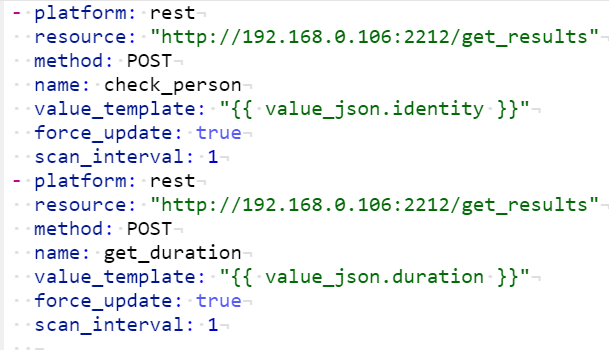 - platform: rest
  resource: "http://192.168.0.106:2212/get_results"
  method: POST
  name: check_person
  value_template: "{{ value_json.identity }}"
  force_update: true
  scan_interval: 1
- platform: rest
  resource: "http://192.168.0.106:2212/get_results"
  method: POST
  name: get_duration
  value_template: "{{ value_json.duration }}"
  force_update: true
  scan_interval: 1